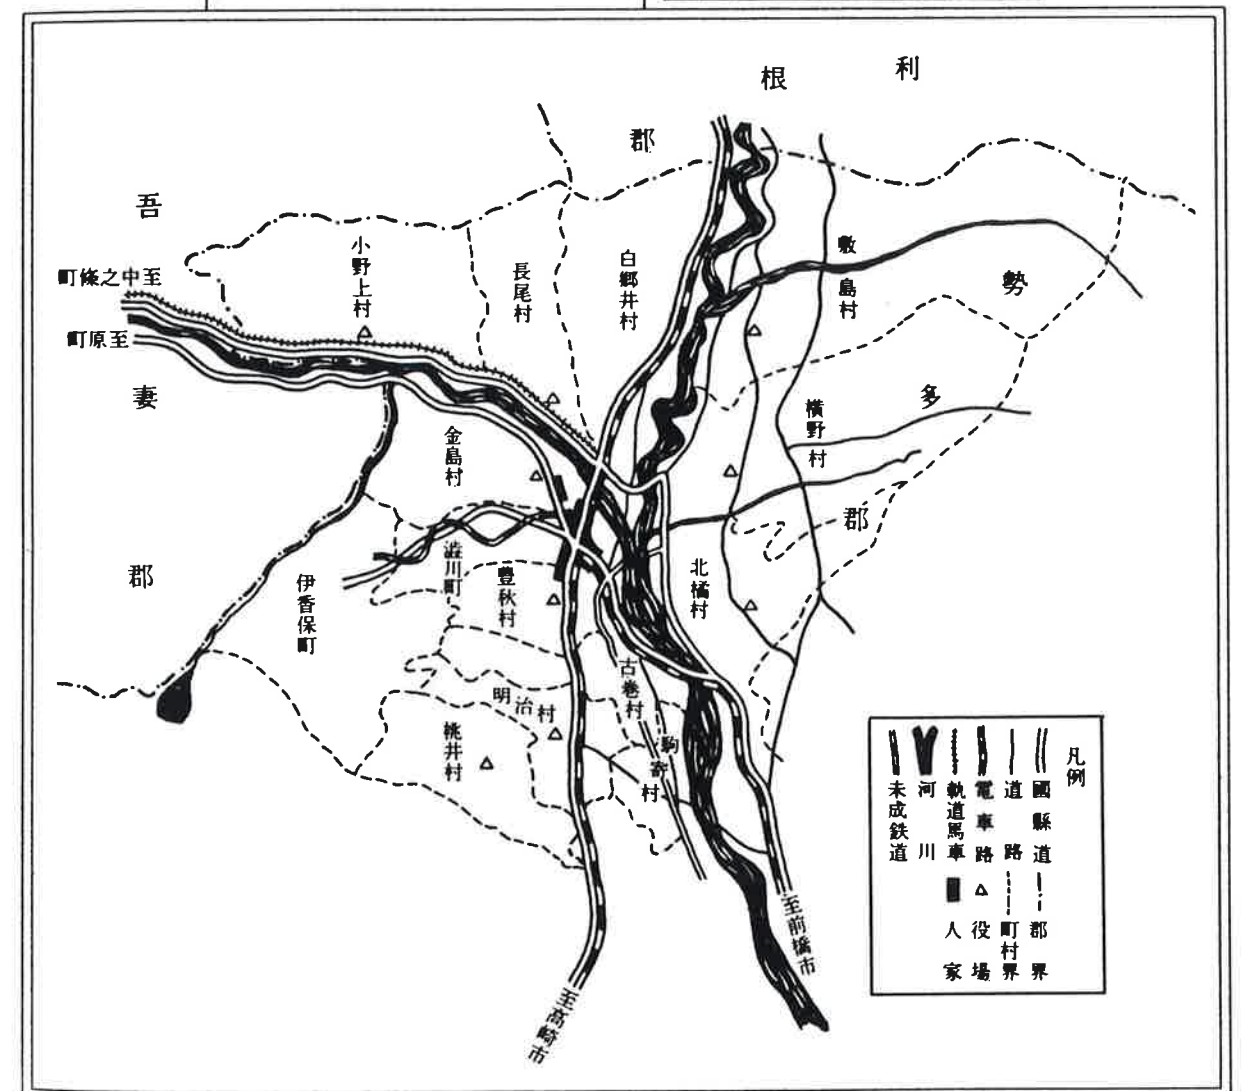 利
根
郡
吾
妻
郡
勢
多
郡
町條之中至
町原至
小野上村
長尾村
白郷井村
敷島村
横野村
金島村
澁川町
豊秋村
伊香保町
北橘村
古巻村
明治村
桃井村
駒寄村
至前橋市
至高崎市
凡例
國縣道
道路
電車路
軌道馬車
河川
未成鉄道
郡界
町村界
役場
人家